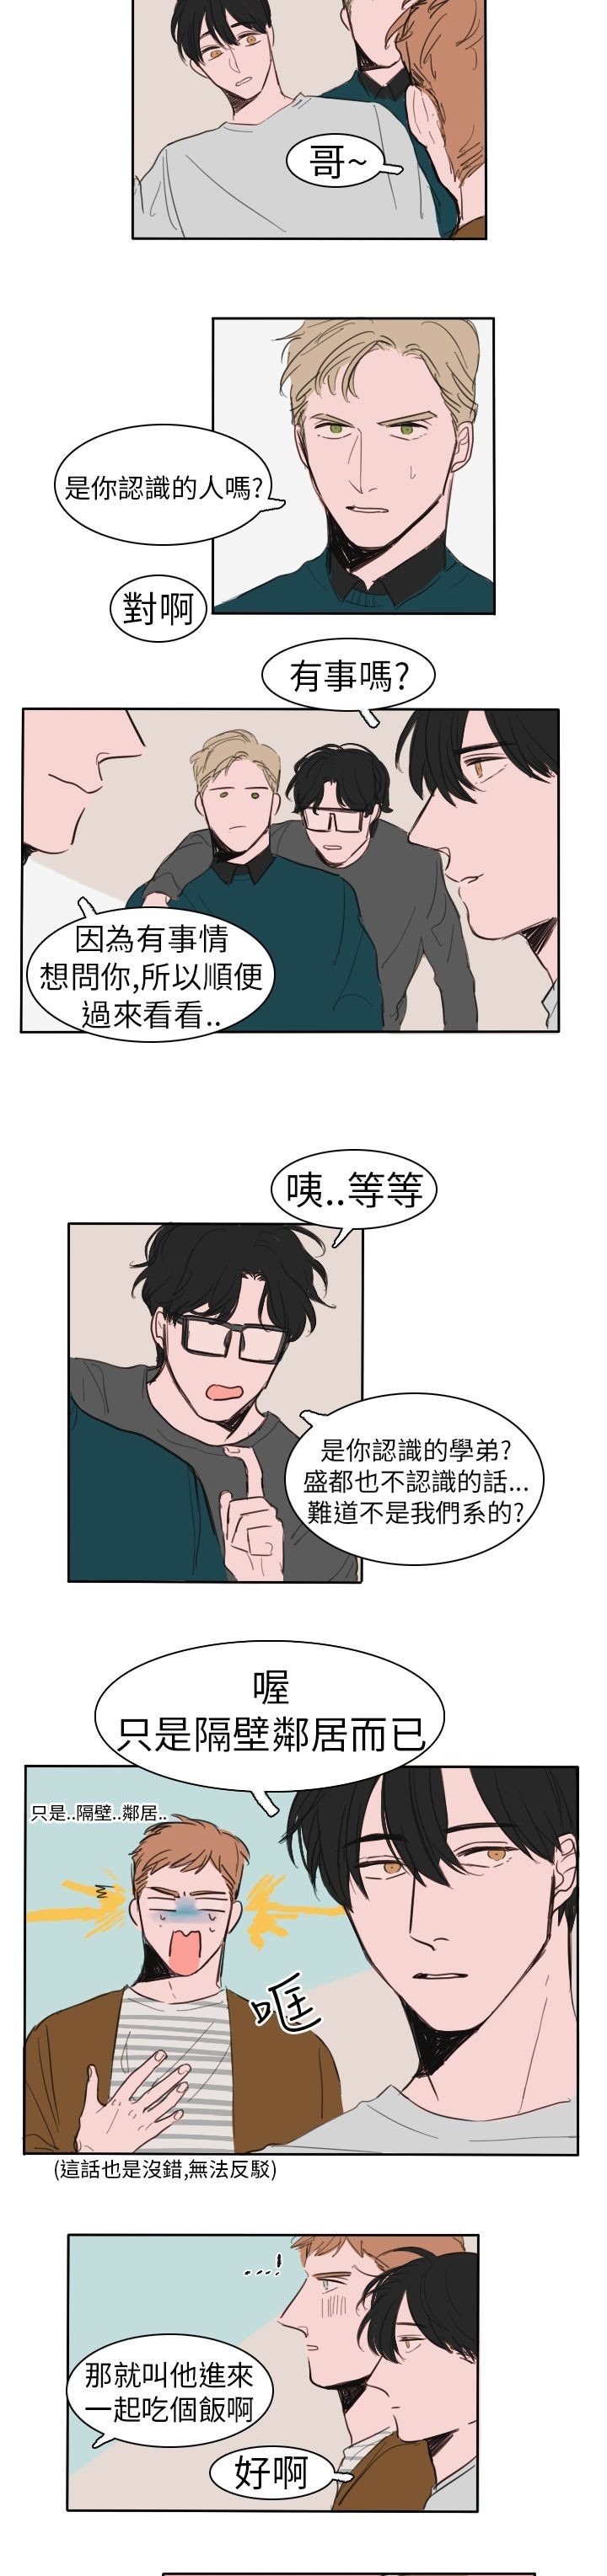 哥~
是你認識的人嗎?
對啊
有事嗎?
因為有事情
想問你,所以順便
過來看看..
咦..等等
是你認識的學弟?
盛都也不認識的話...
難道不是我們系的?
喔
只是隔壁鄰居而已
只是..隔壁..鄰居..
哐
(這話也是沒錯,無法反駁)
....!
那就叫他進來
一起吃個飯啊
好啊